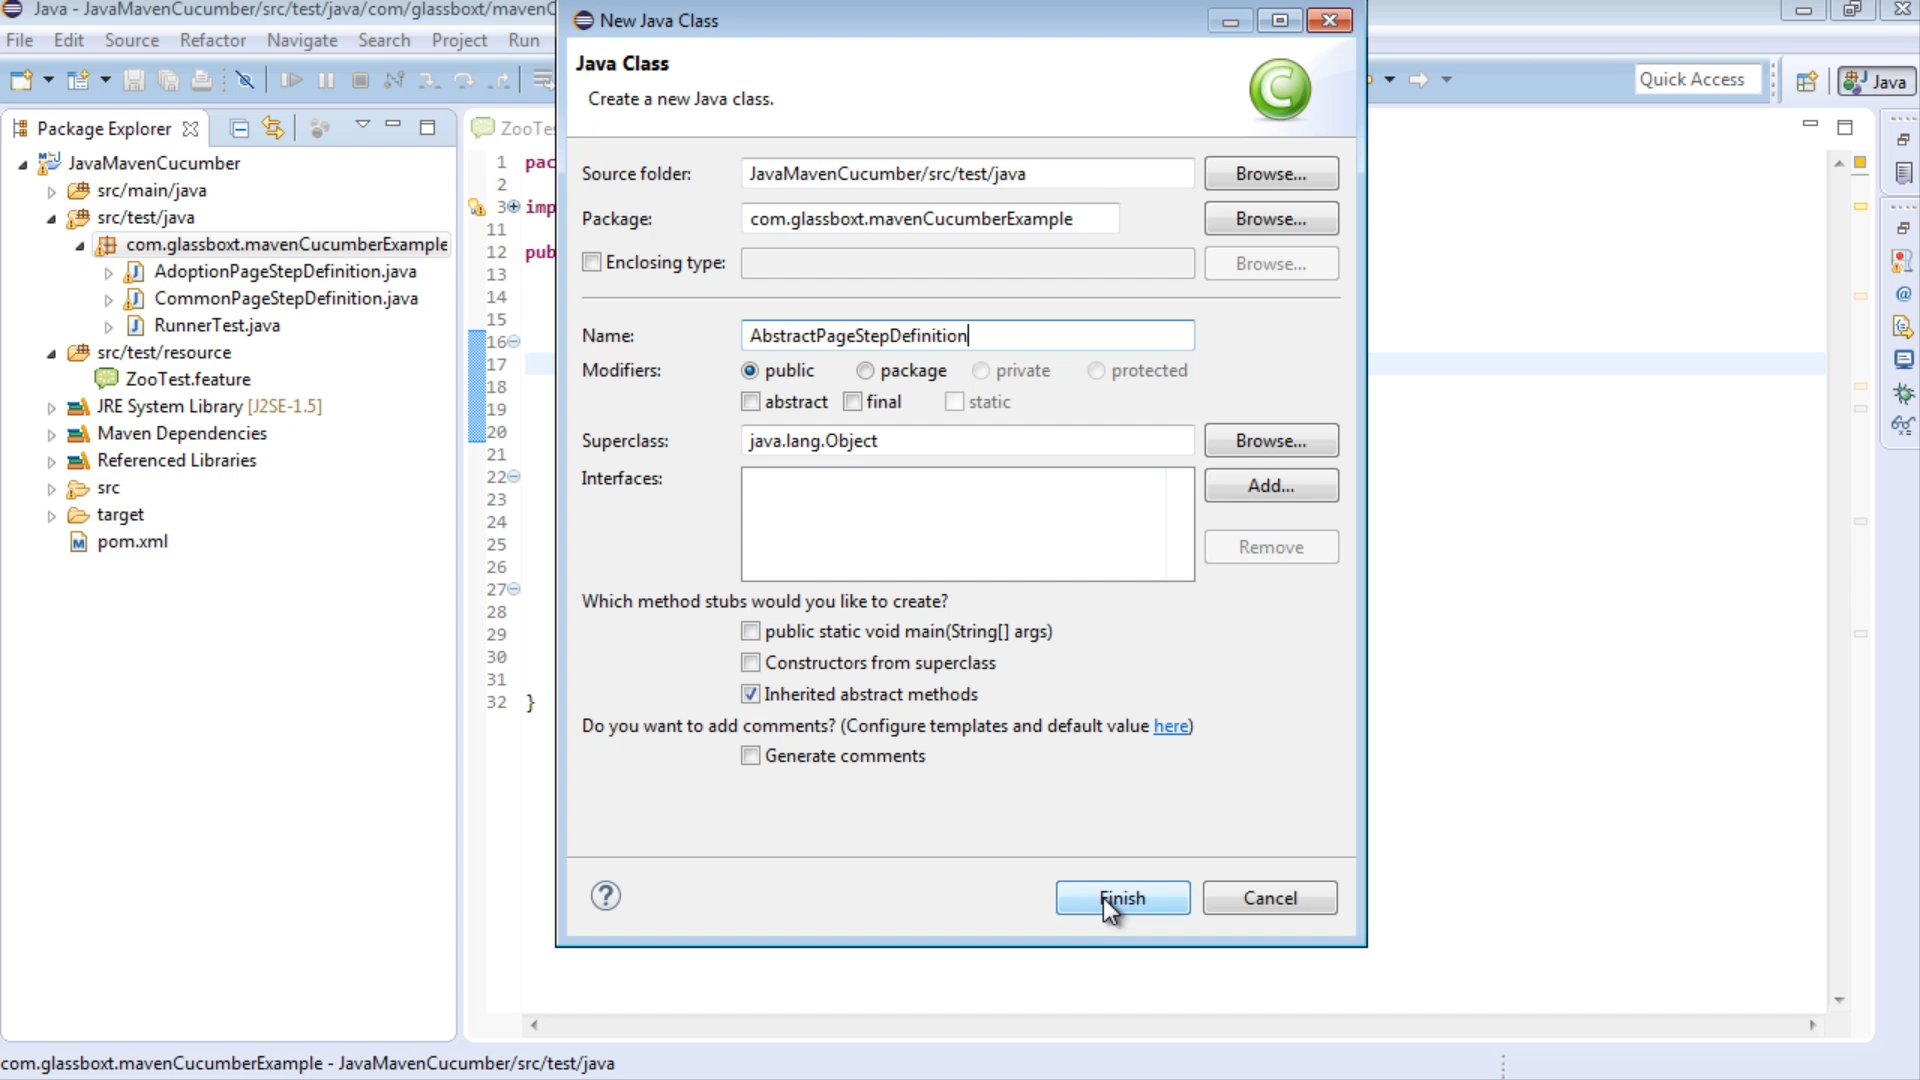 Java - JavaMavenCucumber/src/test/java/com/glassboxt/mavenC
New Java Class
File Edit Source Refactor Navigate Search Project Run
Java Class
Create a new Java class.
Quick Access
Java
Package Explorer
ZooTes
JavaMavenCucumber
src/main/java
src/test/java
com.glassboxt.mavenCucumberExample
AdoptionPageStepDefinition.java
CommonPageStepDefinition.java
RunnerTest.java
src/test/resource
ZooTest.feature
JRE System Library [J2SE-1.5]
Maven Dependencies
Referenced Libraries
src
target
pom.xml
1 pac
2
3 imp
11
12 pub
13
14
15
16
17
18
19
20
21
22
23
24
25
26
27
28
29
30
31
32 }
Source folder: JavaMavenCucumber/src/test/java Browse...
Package: com.glassboxt.mavenCucumberExample Browse...
Enclosing type: Browse...
Name: AbstractPageStepDefinition
Modifiers: public package private protected
abstract final static
Superclass: java.lang.Object Browse...
Interfaces: Add...
Remove
Which method stubs would you like to create?
public static void main(String[] args)
Constructors from superclass
Inherited abstract methods
Do you want to add comments? (Configure templates and default value here)
Generate comments
Finish Cancel
com.glassboxt.mavenCucumberExample - JavaMavenCucumber/src/test/java